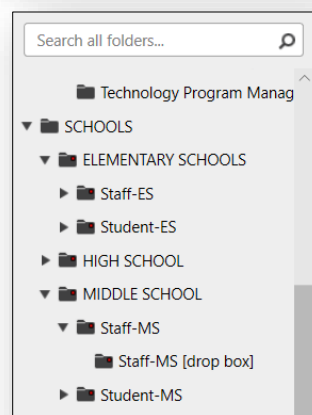 Search all folders...
Technology Program Manag
SCHOOLS
ELEMENTARY SCHOOLS
Staff-ES
Student-ES
HIGH SCHOOL
MIDDLE SCHOOL
Staff-MS
Staff-MS [drop box]
Student-MS